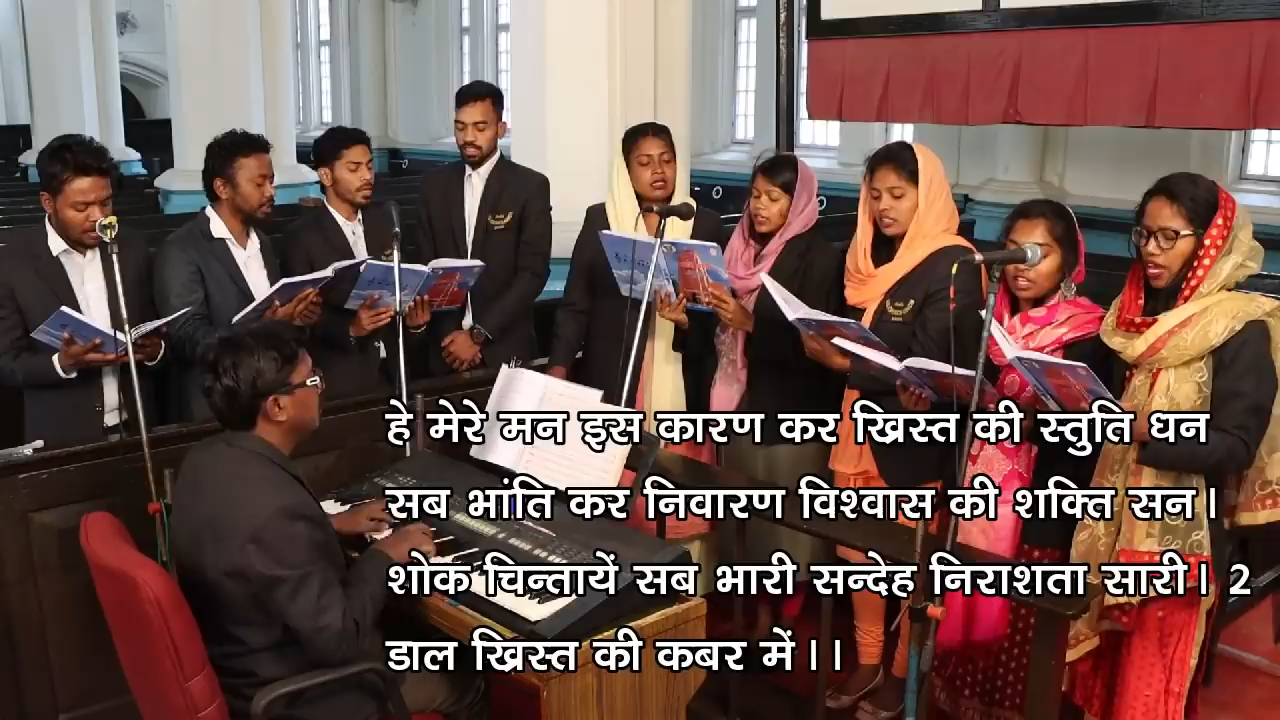 हे मेरे मन इस कारण कर ख्रिस्त की स्तुति धन
सब भांति कर निवारण विश्वास की शक्ति सन।
शोक चिन्तायें सब भारी सन्देह निराशता सारी। 2
डाल ख्रिस्त की कबर में।।